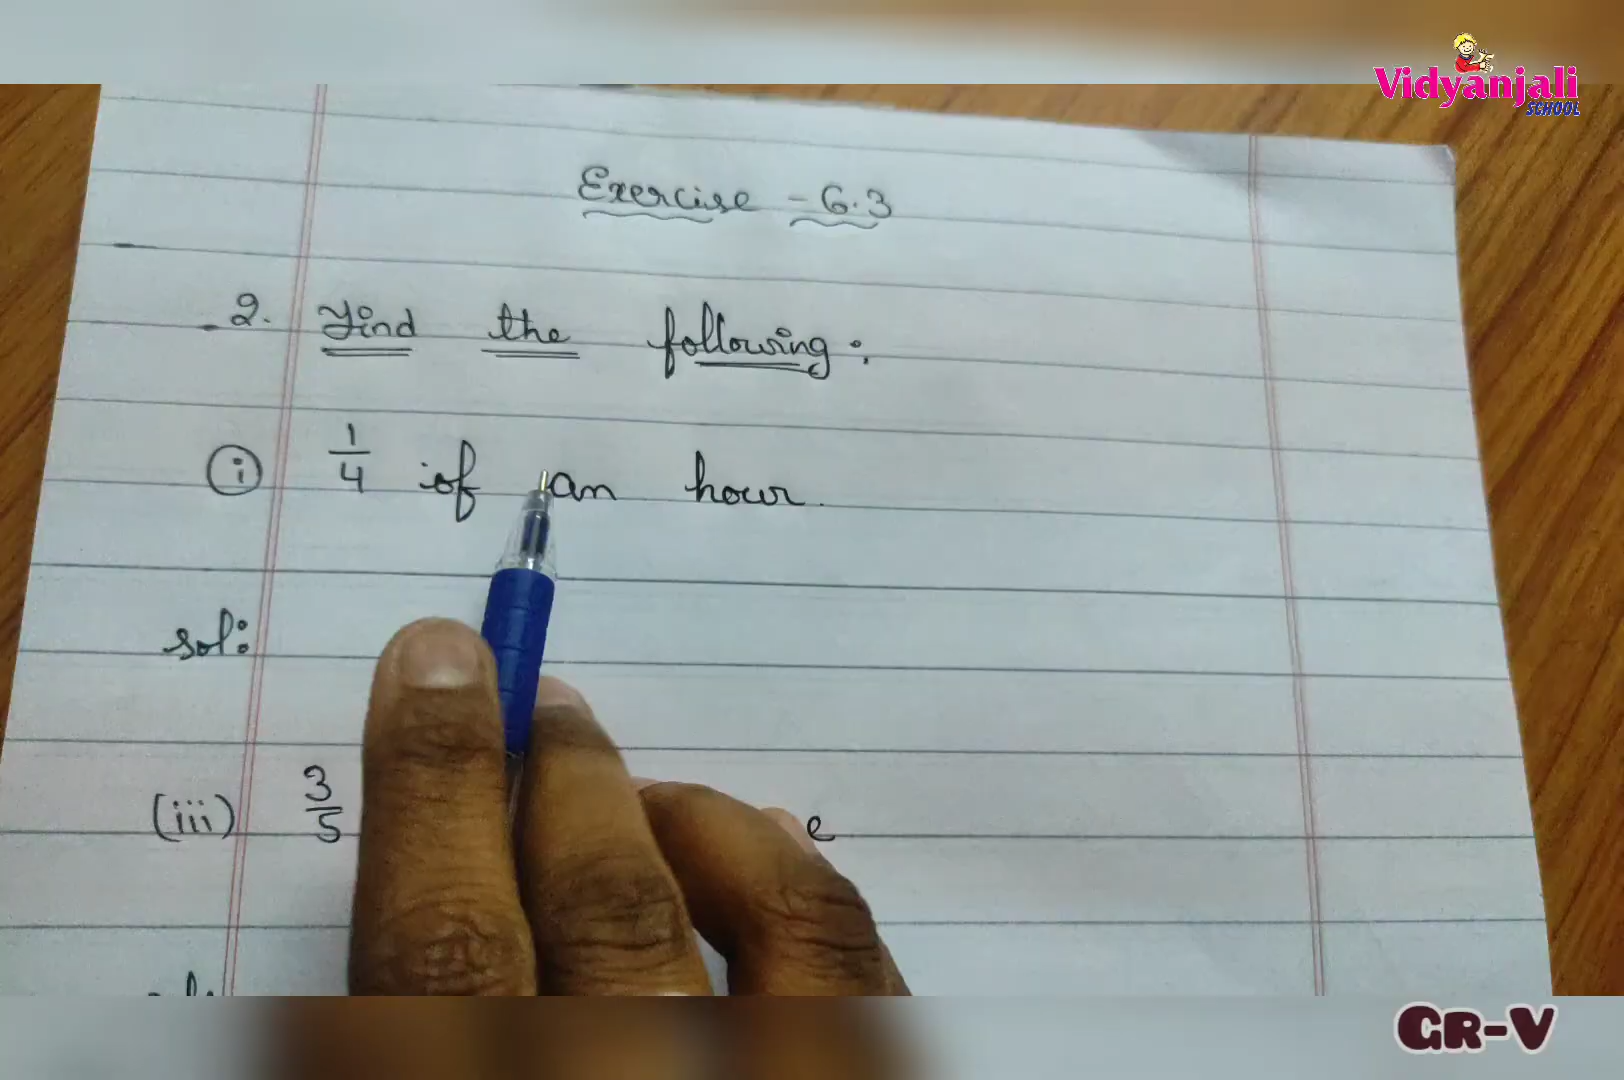 Vidyanjali
SCHOOL
Exercise - 6.3
2. Find the following:
(i) 1/4 of an hour.
sol:
(iii) 3/5
GR-V